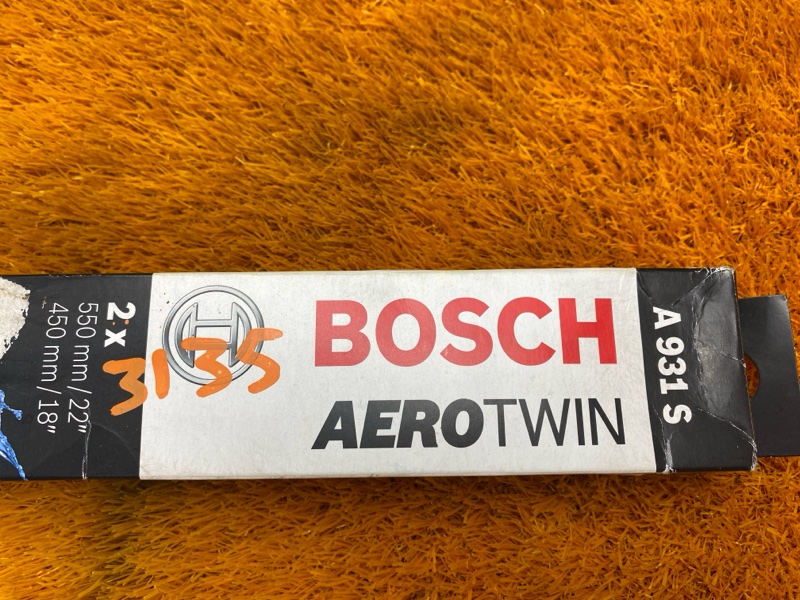 2 x
550 mm / 22"
450 mm / 18"
3135
BOSCH
AEROTWIN
A 931 S